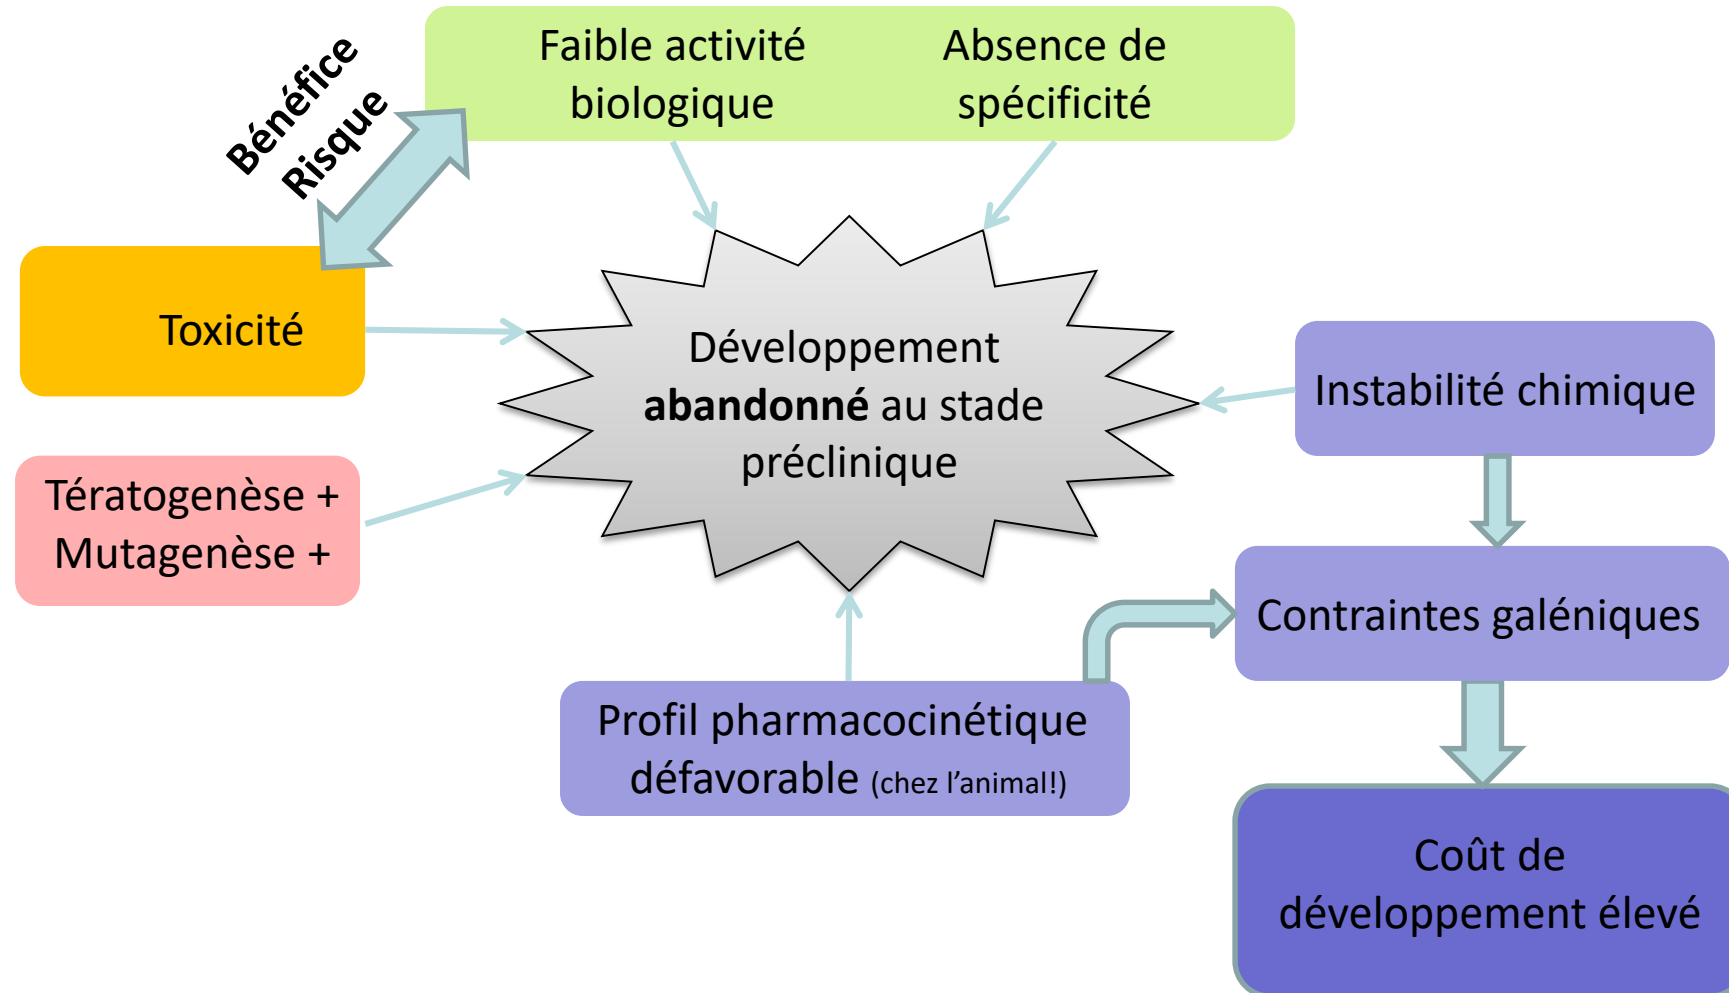 Faible activité
biologique
Absence de
spécificité
Bénéfice
Risque
Toxicité
Développement
abandonné au stade
préclinique
Instabilité chimique
Tératogenèse +
Mutagenèse +
Contraintes galéniques
Profil pharmacocinétique
défavorable (chez l’animal!)
Coût de
développement élevé